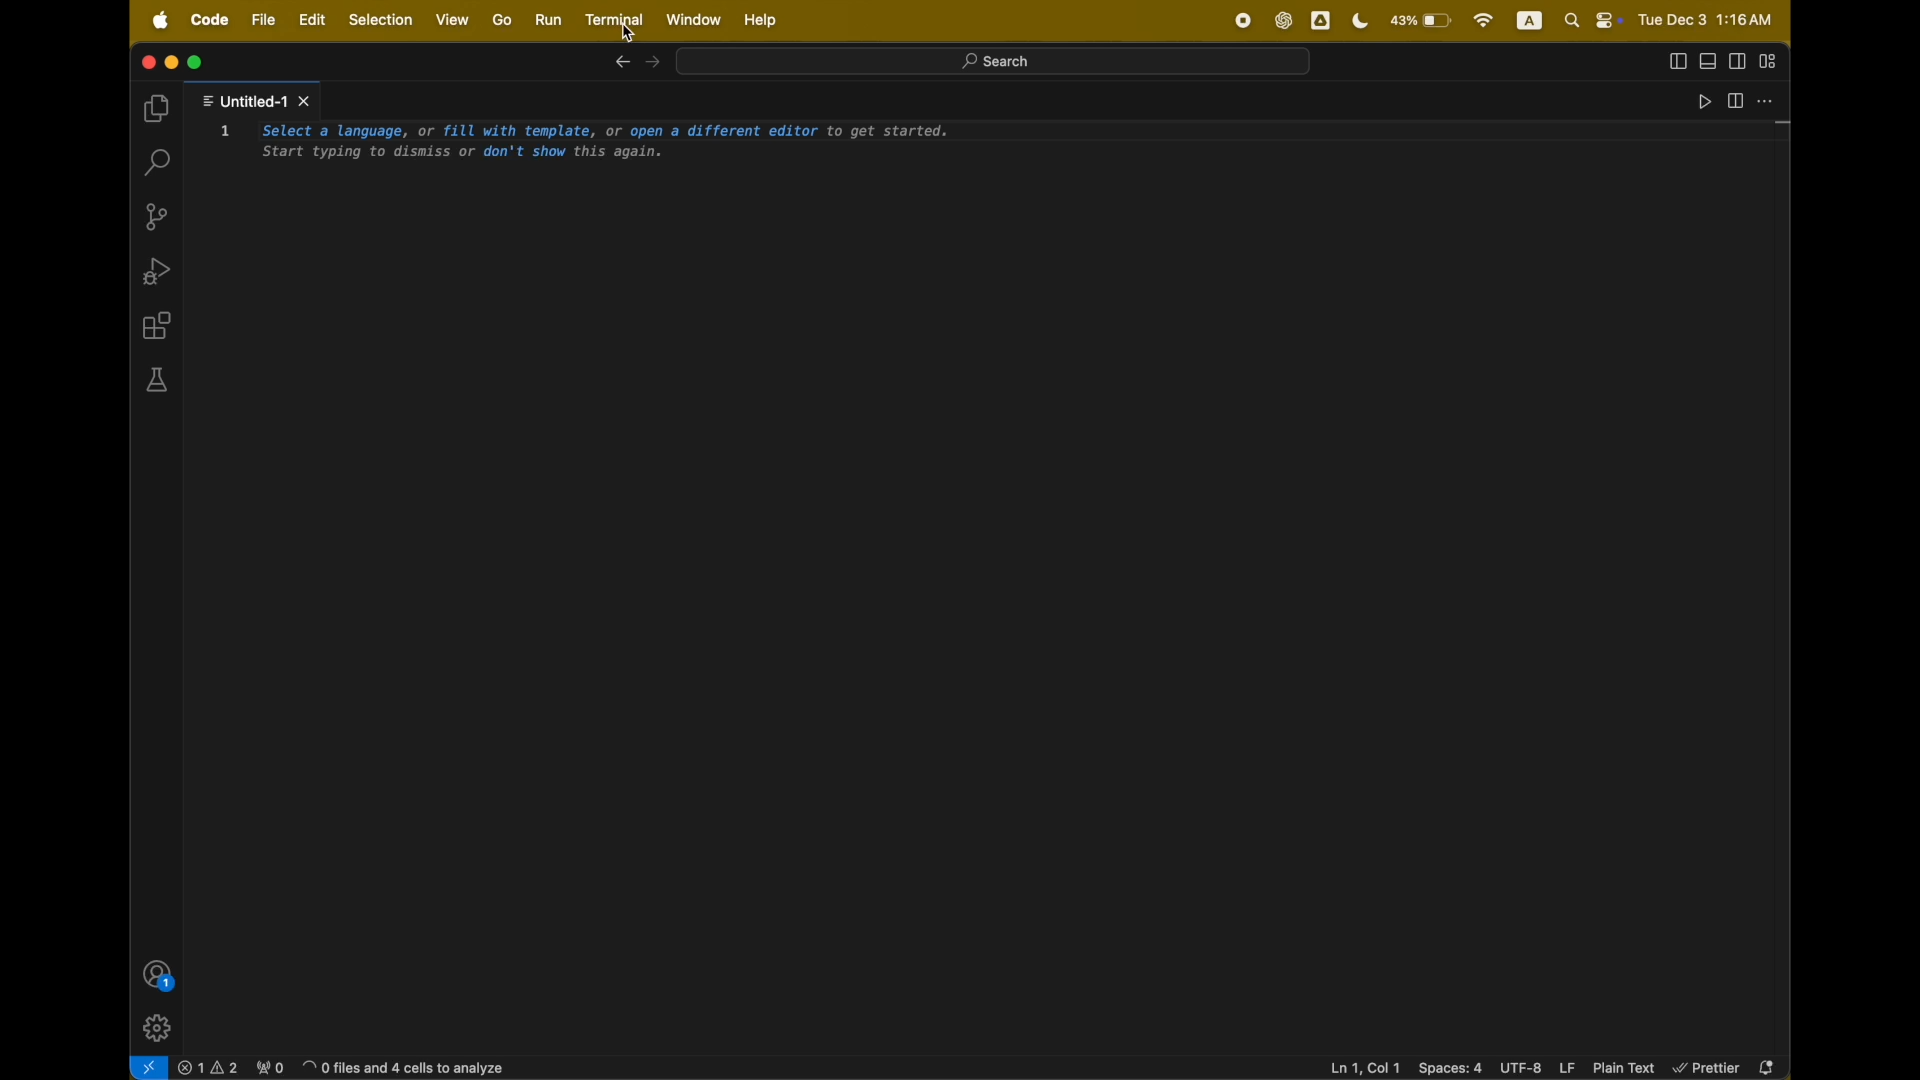 Code File Edit Selection View Go Run Terminal Window Help 43% A Tue Dec 3 1:16 AM
Search
Untitled-1
1 Select a language, or fill with template, or open a different editor to get started.
Start typing to dismiss or don't show this again.
1
1 2 0 0 files and 4 cells to analyze Ln 1, Col 1 Spaces: 4 UTF-8 LF Plain Text Prettier